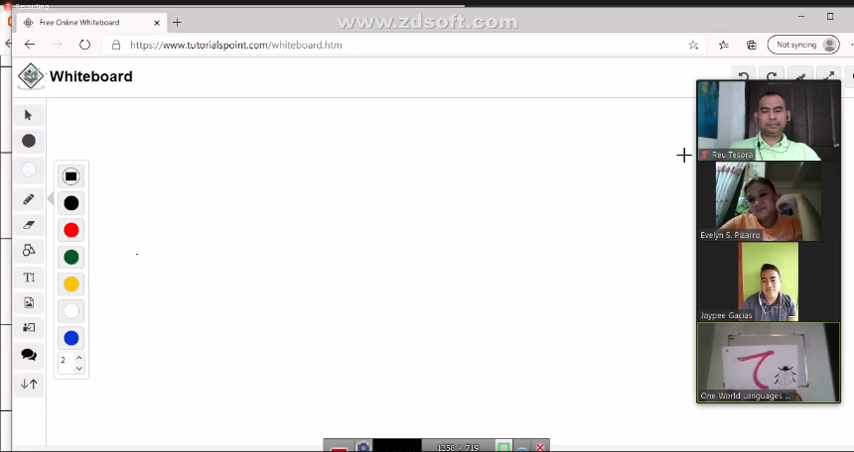 Recording
www.zdsoft.com
Free Online Whiteboard
https://www.tutorialspoint.com/whiteboard.htm
Not syncing
Whiteboard
Reu Tesora
Evelyn S. Pizarro
TI
Jaypee Gacias
2
て
One World Languages ...
1358 × 719